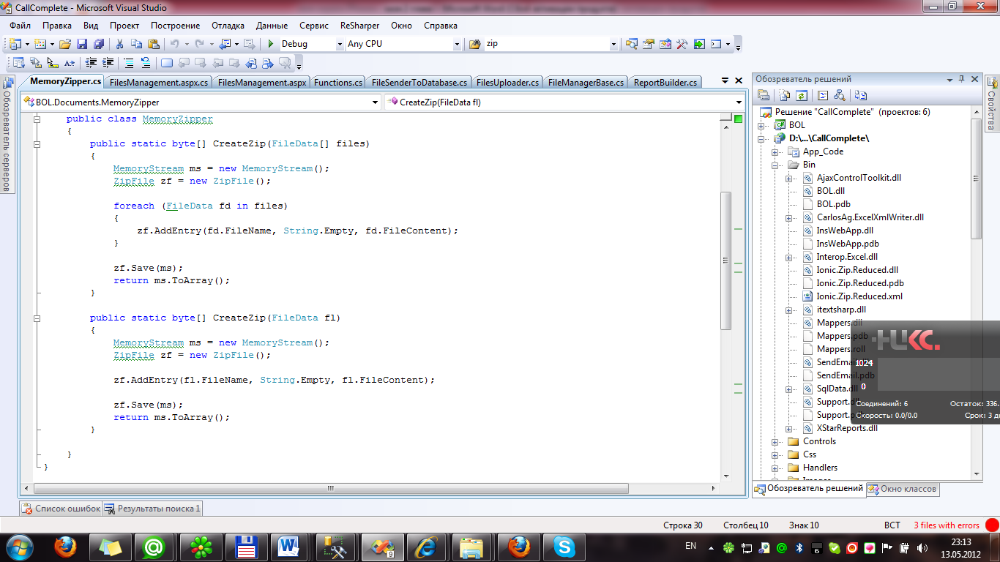 CallComplete - Microsoft Visual Studio
Файл Правка Вид Проект Построение Отладка Данные Сервис ReSharper Окно Справка
Debug Any CPU zip
MemoryZipper.cs FilesManagement.aspx.cs FilesManagement.aspx Functions.cs FileSenderToDatabase.cs FilesUploader.cs FileManagerBase.cs ReportBuilder.cs
BOL.Documents.MemoryZipper CreateZip(FileData fl)
public class MemoryZipper
{
public static byte[] CreateZip(FileData[] files)
{
MemoryStream ms = new MemoryStream();
ZipFile zf = new ZipFile();
foreach (FileData fd in files)
{
zf.AddEntry(fd.FileName, String.Empty, fd.FileContent);
}
zf.Save(ms);
return ms.ToArray();
}
public static byte[] CreateZip(FileData fl)
{
MemoryStream ms = new MemoryStream();
ZipFile zf = new ZipFile();
zf.AddEntry(fl.FileName, String.Empty, fl.FileContent);
zf.Save(ms);
return ms.ToArray();
}
}
}
Обозреватель серверов
Обозреватель решений
Свойства
Решение "CallComplete" (проектов: 6)
BOL
D:\...\CallComplete\
App_Code
Bin
AjaxControlToolkit.dll
BOL.dll
BOL.pdb
CarlosAg.ExcelXmlWriter.dll
InsWebApp.dll
InsWebApp.pdb
Interop.Excel.dll
Ionic.Zip.Reduced.dll
Ionic.Zip.Reduced.pdb
Ionic.Zip.Reduced.xml
itextsharp.dll
Mappers.dll
Mappers.pdb
Mappers.roll
SendEmail
SendEmail.pdb
SqlData.dll
Support.d
Support.p
XStarReports.dll
Controls
Css
Handlers
1024
0
Соединений: 6 Остаток: 336.
Скорость: 0.0/0.0 Срок: 3 д
Обозреватель решений Окно классов
Список ошибок Результаты поиска 1
Строка 30 Столбец 10 Знак 10 ВСТ 3 files with errors
9 EN 6 9 23:13
13.05.2012